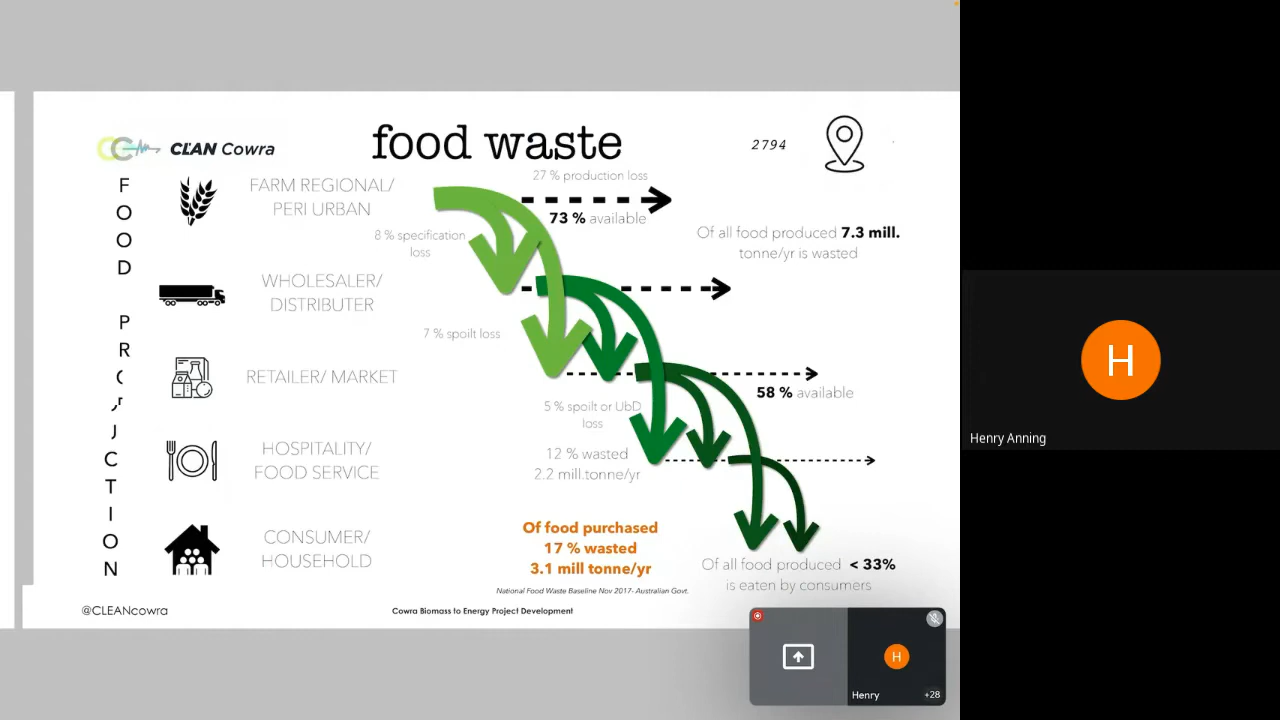 CLEAN Cowra
food waste
2794
27 % production loss
FARM REGIONAL/
PERI URBAN
73 % available
8 % specification
loss
Of all food produced 7.3 mill.
tonne/yr is wasted
WHOLESALER/
DISTRIBUTER
7 % spoilt loss
RETAILER/ MARKET
58 % available
5 % spoilt or UbD
loss
HOSPITALITY/
FOOD SERVICE
12 % wasted
2.2 mill.tonne/yr
Of food purchased
17 % wasted
3.1 mill tonne/yr
CONSUMER/
HOUSEHOLD
Of all food produced < 33%
is eaten by consumers
National Food Waste Baseline Nov 2017- Australian Govt.
@CLEANcowra
Cowra Biomass to Energy Project Development
FOOD
H
Henry Anning
H
Henry
+28